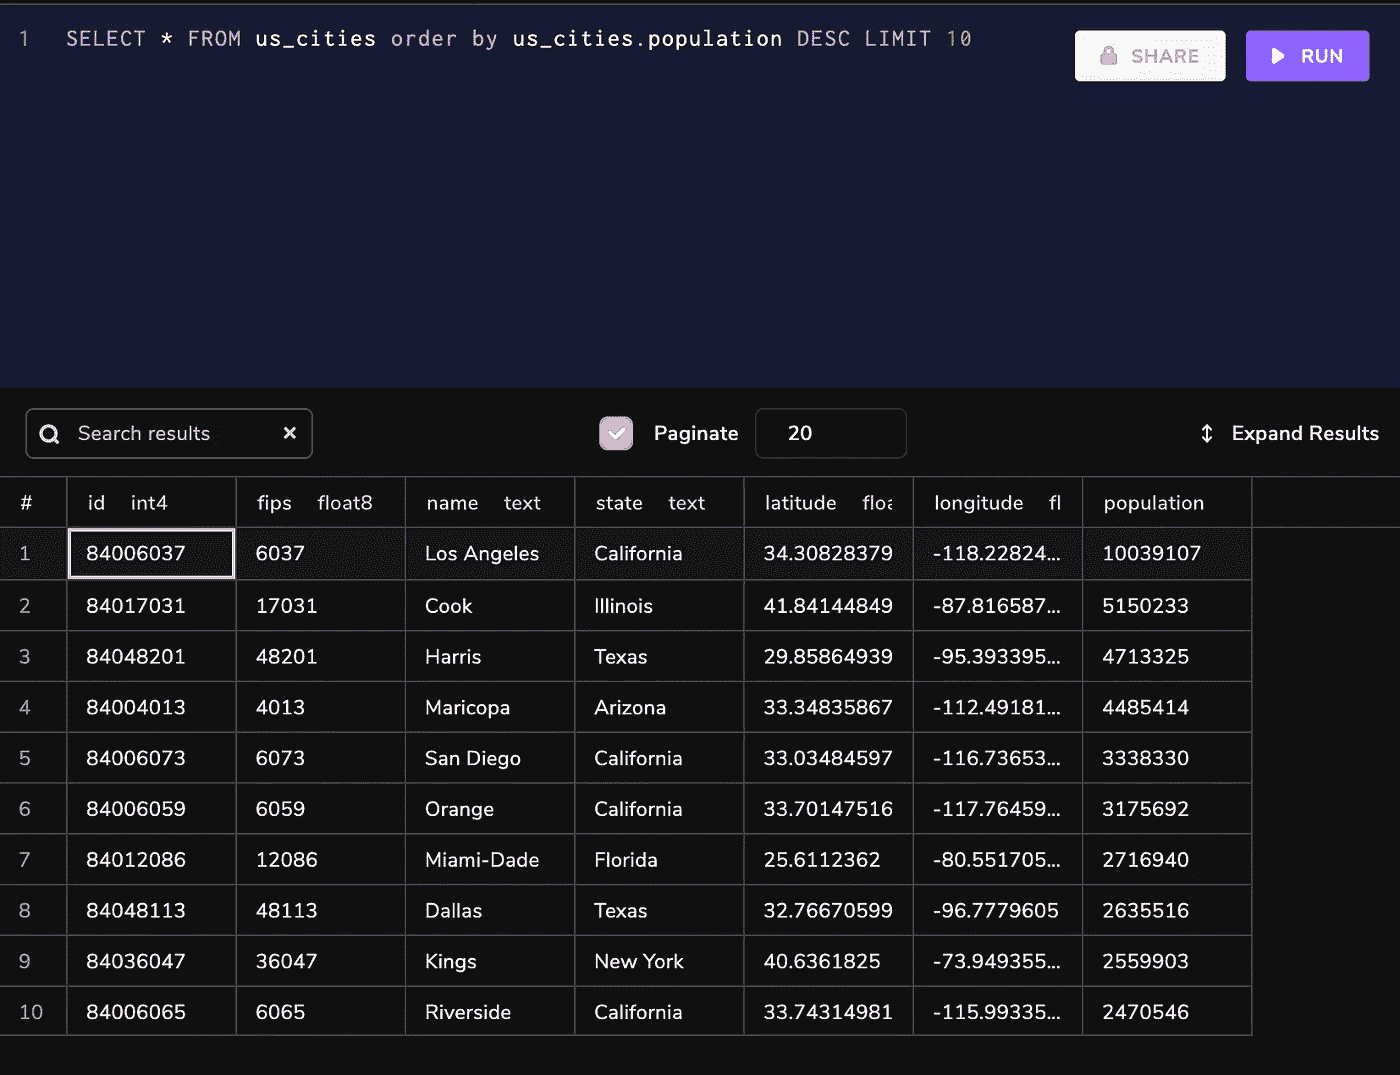 1 SELECT * FROM us_cities order by us_cities.population DESC LIMIT 10
SHARE
RUN
Search results ×
Paginate 20
Expand Results
# id int4 fips float8 name text state text latitude floa longitude fl population
1 84006037 6037 Los Angeles California 34.30828379 -118.22824... 10039107
2 84017031 17031 Cook Illinois 41.84144849 -87.816587... 5150233
3 84048201 48201 Harris Texas 29.85864939 -95.393395... 4713325
4 84004013 4013 Maricopa Arizona 33.34835867 -112.49181... 4485414
5 84006073 6073 San Diego California 33.03484597 -116.73653... 3338330
6 84006059 6059 Orange California 33.70147516 -117.76459... 3175692
7 84012086 12086 Miami-Dade Florida 25.6112362 -80.551705... 2716940
8 84048113 48113 Dallas Texas 32.76670599 -96.7779605 2635516
9 84036047 36047 Kings New York 40.6361825 -73.949355... 2559903
10 84006065 6065 Riverside California 33.74314981 -115.99335... 2470546